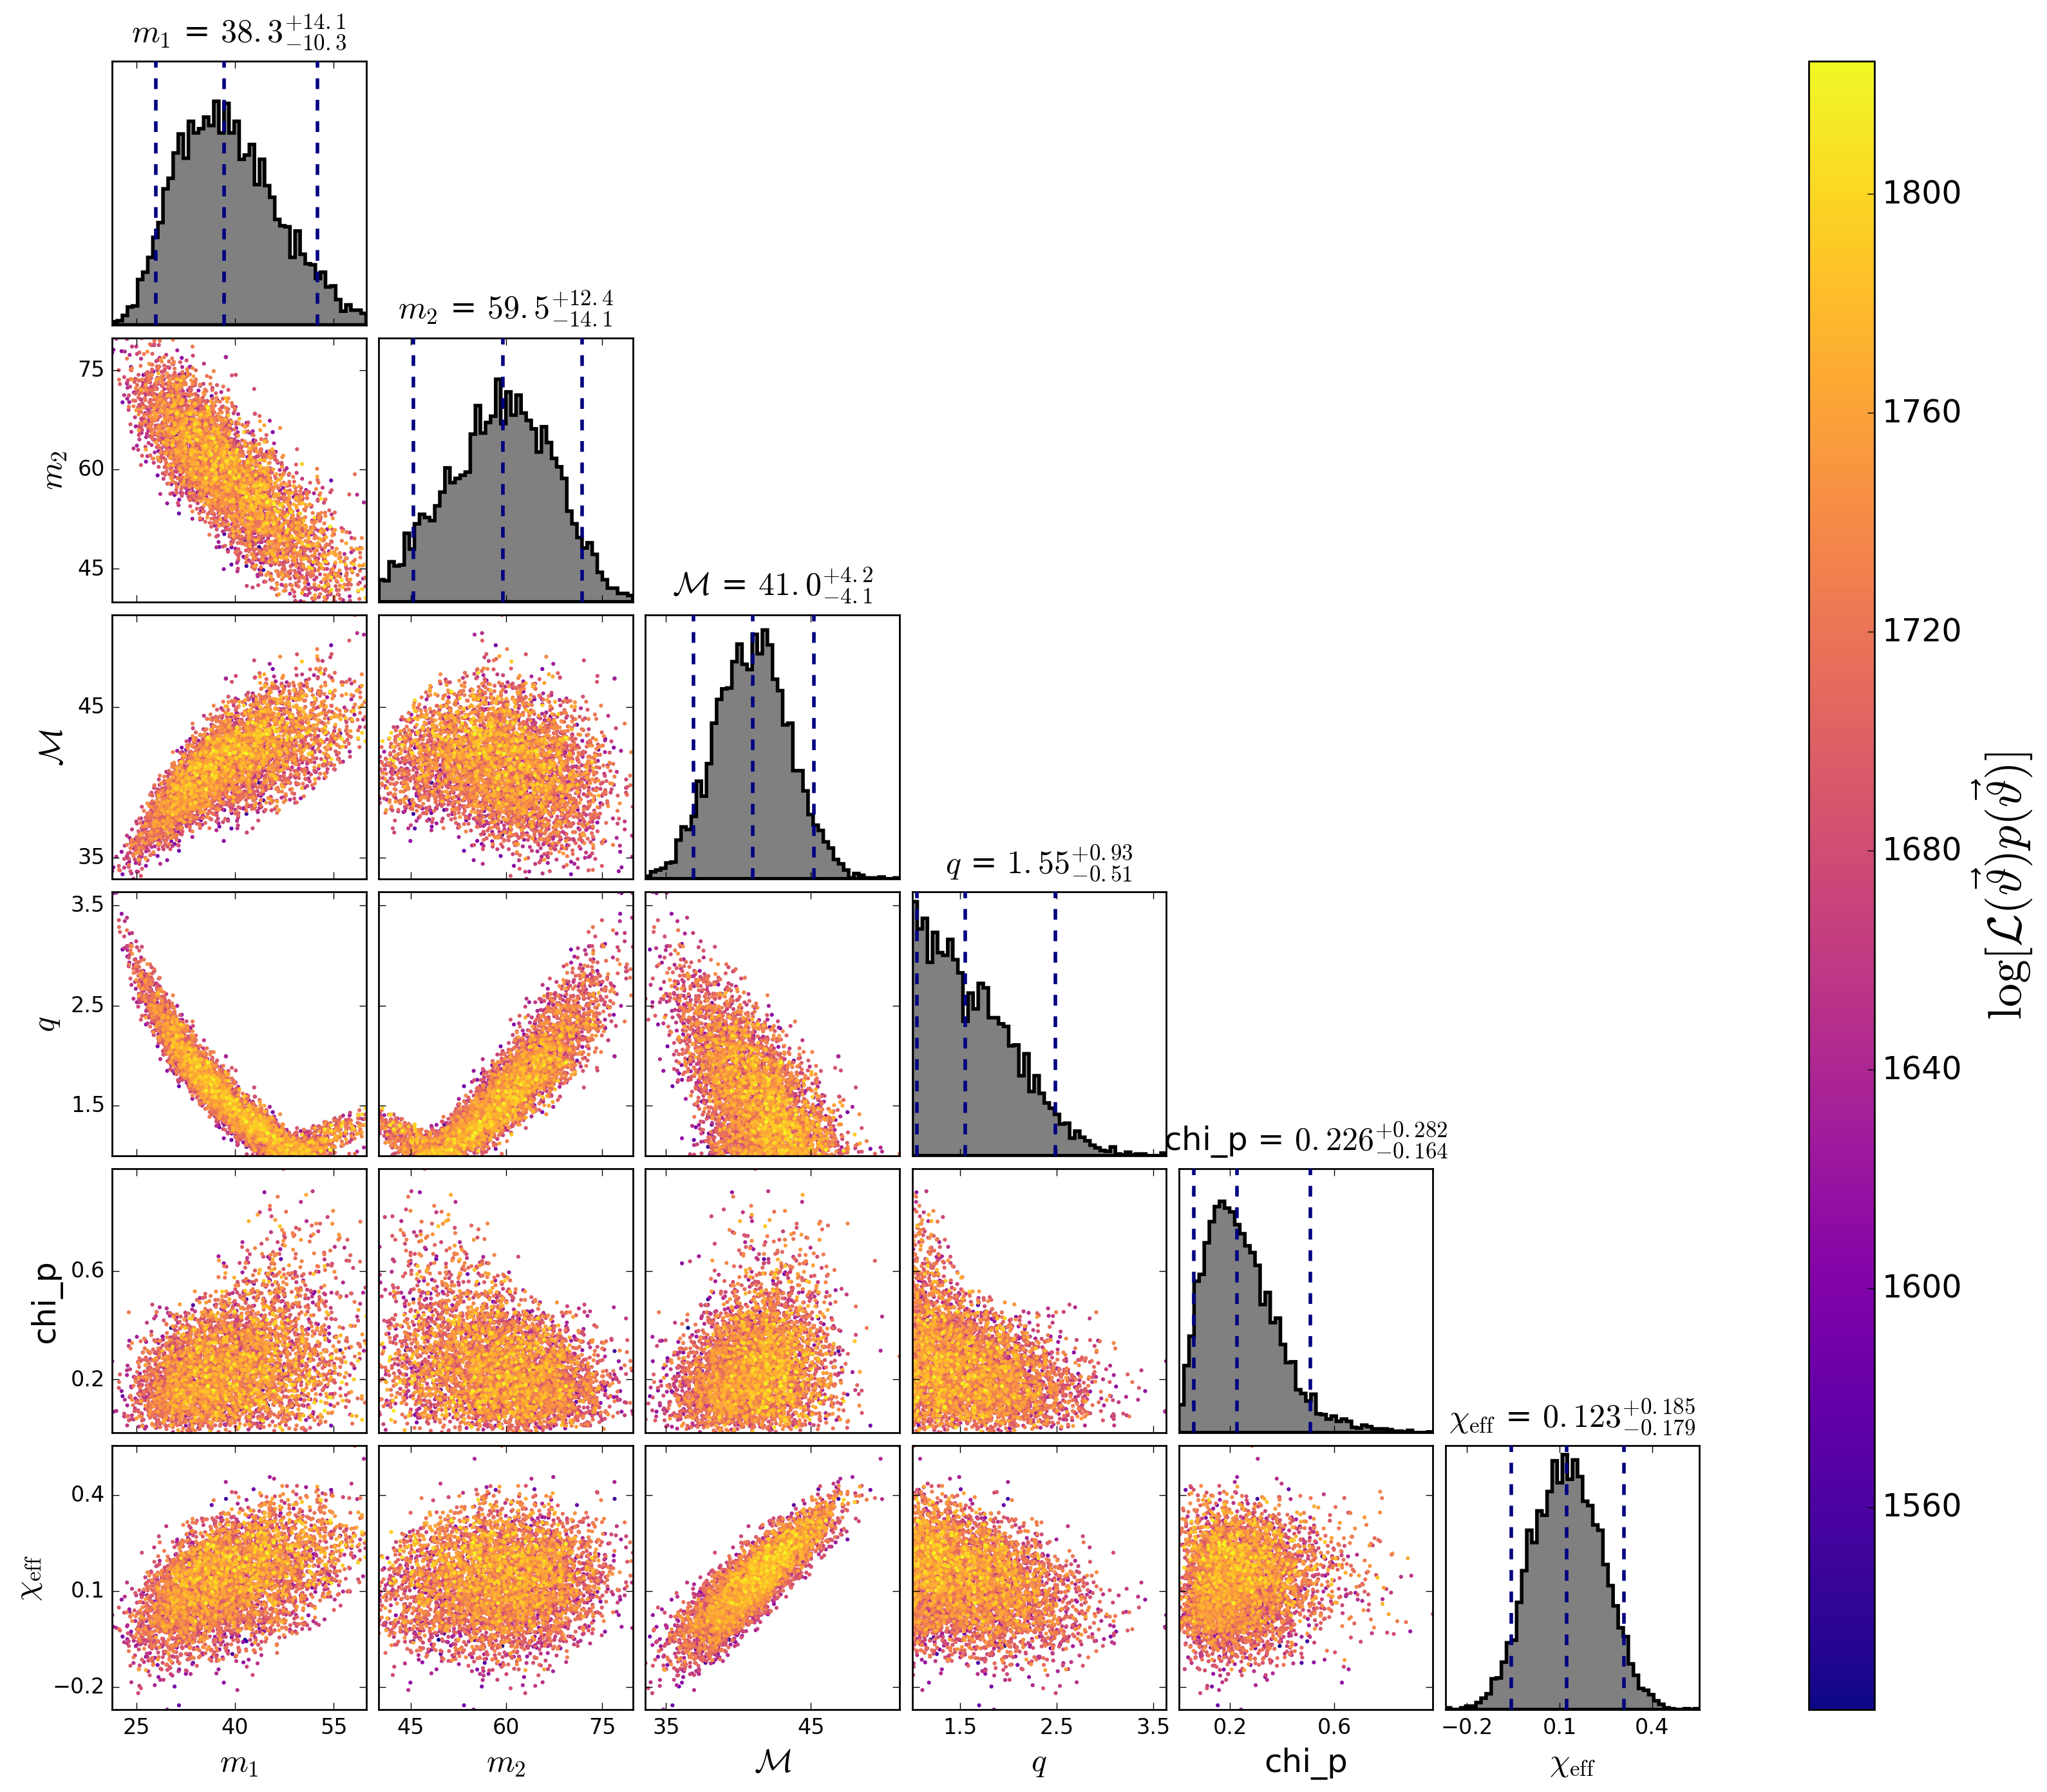 m₁ = 38.3^{+14.1}_{-10.3}
m₂ = 59.5^{+12.4}_{-14.1}
75
60
45
m₂
ℳ = 41.0^{+4.2}_{-4.1}
45
35
ℳ
q = 1.55^{+0.93}_{-0.51}
3.5
2.5
1.5
q
chi_p = 0.226^{+0.282}_{-0.164}
0.6
0.2
chi_p
χ_eff = 0.123^{+0.185}_{-0.179}
0.4
0.1
−0.2
χ_eff
25 40 55
45 60 75
35 45
1.5 2.5 3.5
0.2 0.6
−0.2 0.1 0.4
m₁ m₂ ℳ q chi_p χ_eff
1800
1760
1720
1680
1640
1600
1560
log[ℒ(ϑ⃗)p(ϑ⃗)]